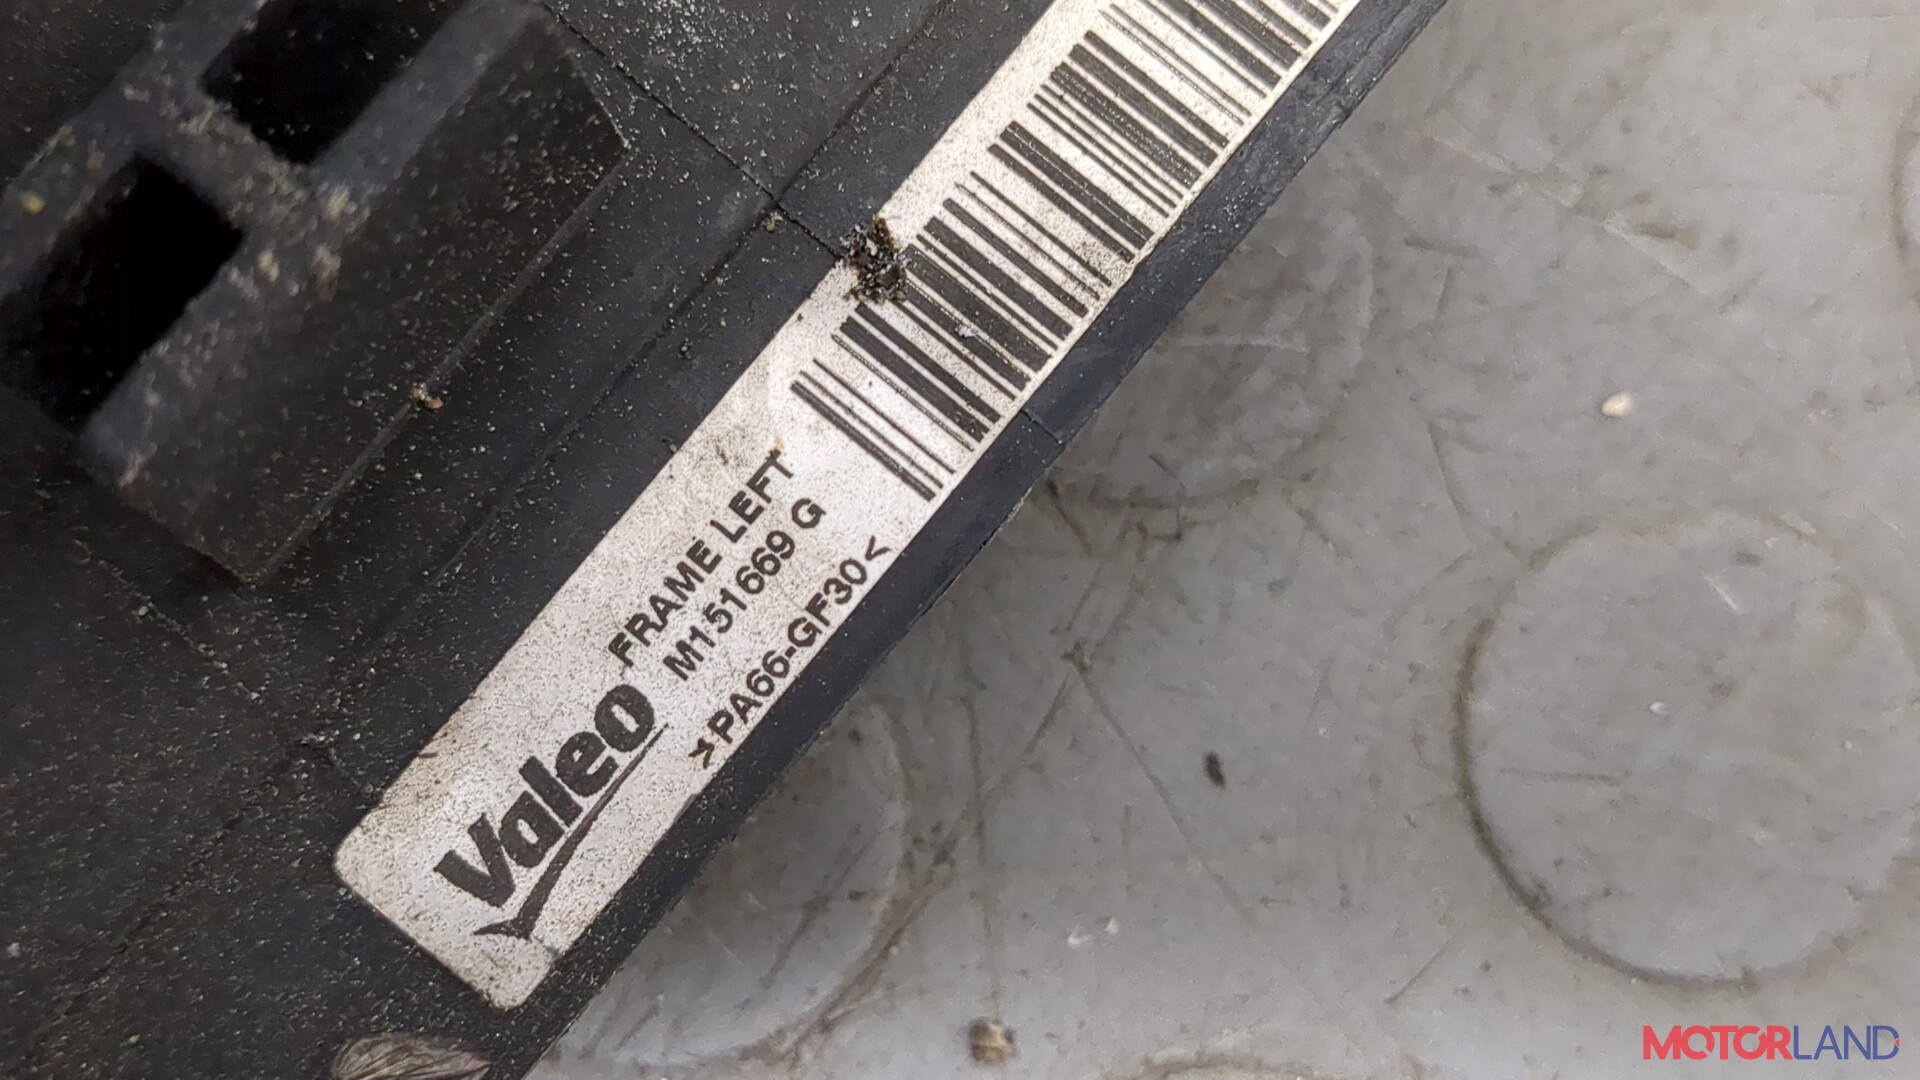 Valeo
FRAME LEFT
M151669 G
>PA66-GF30<
MOTORLAND